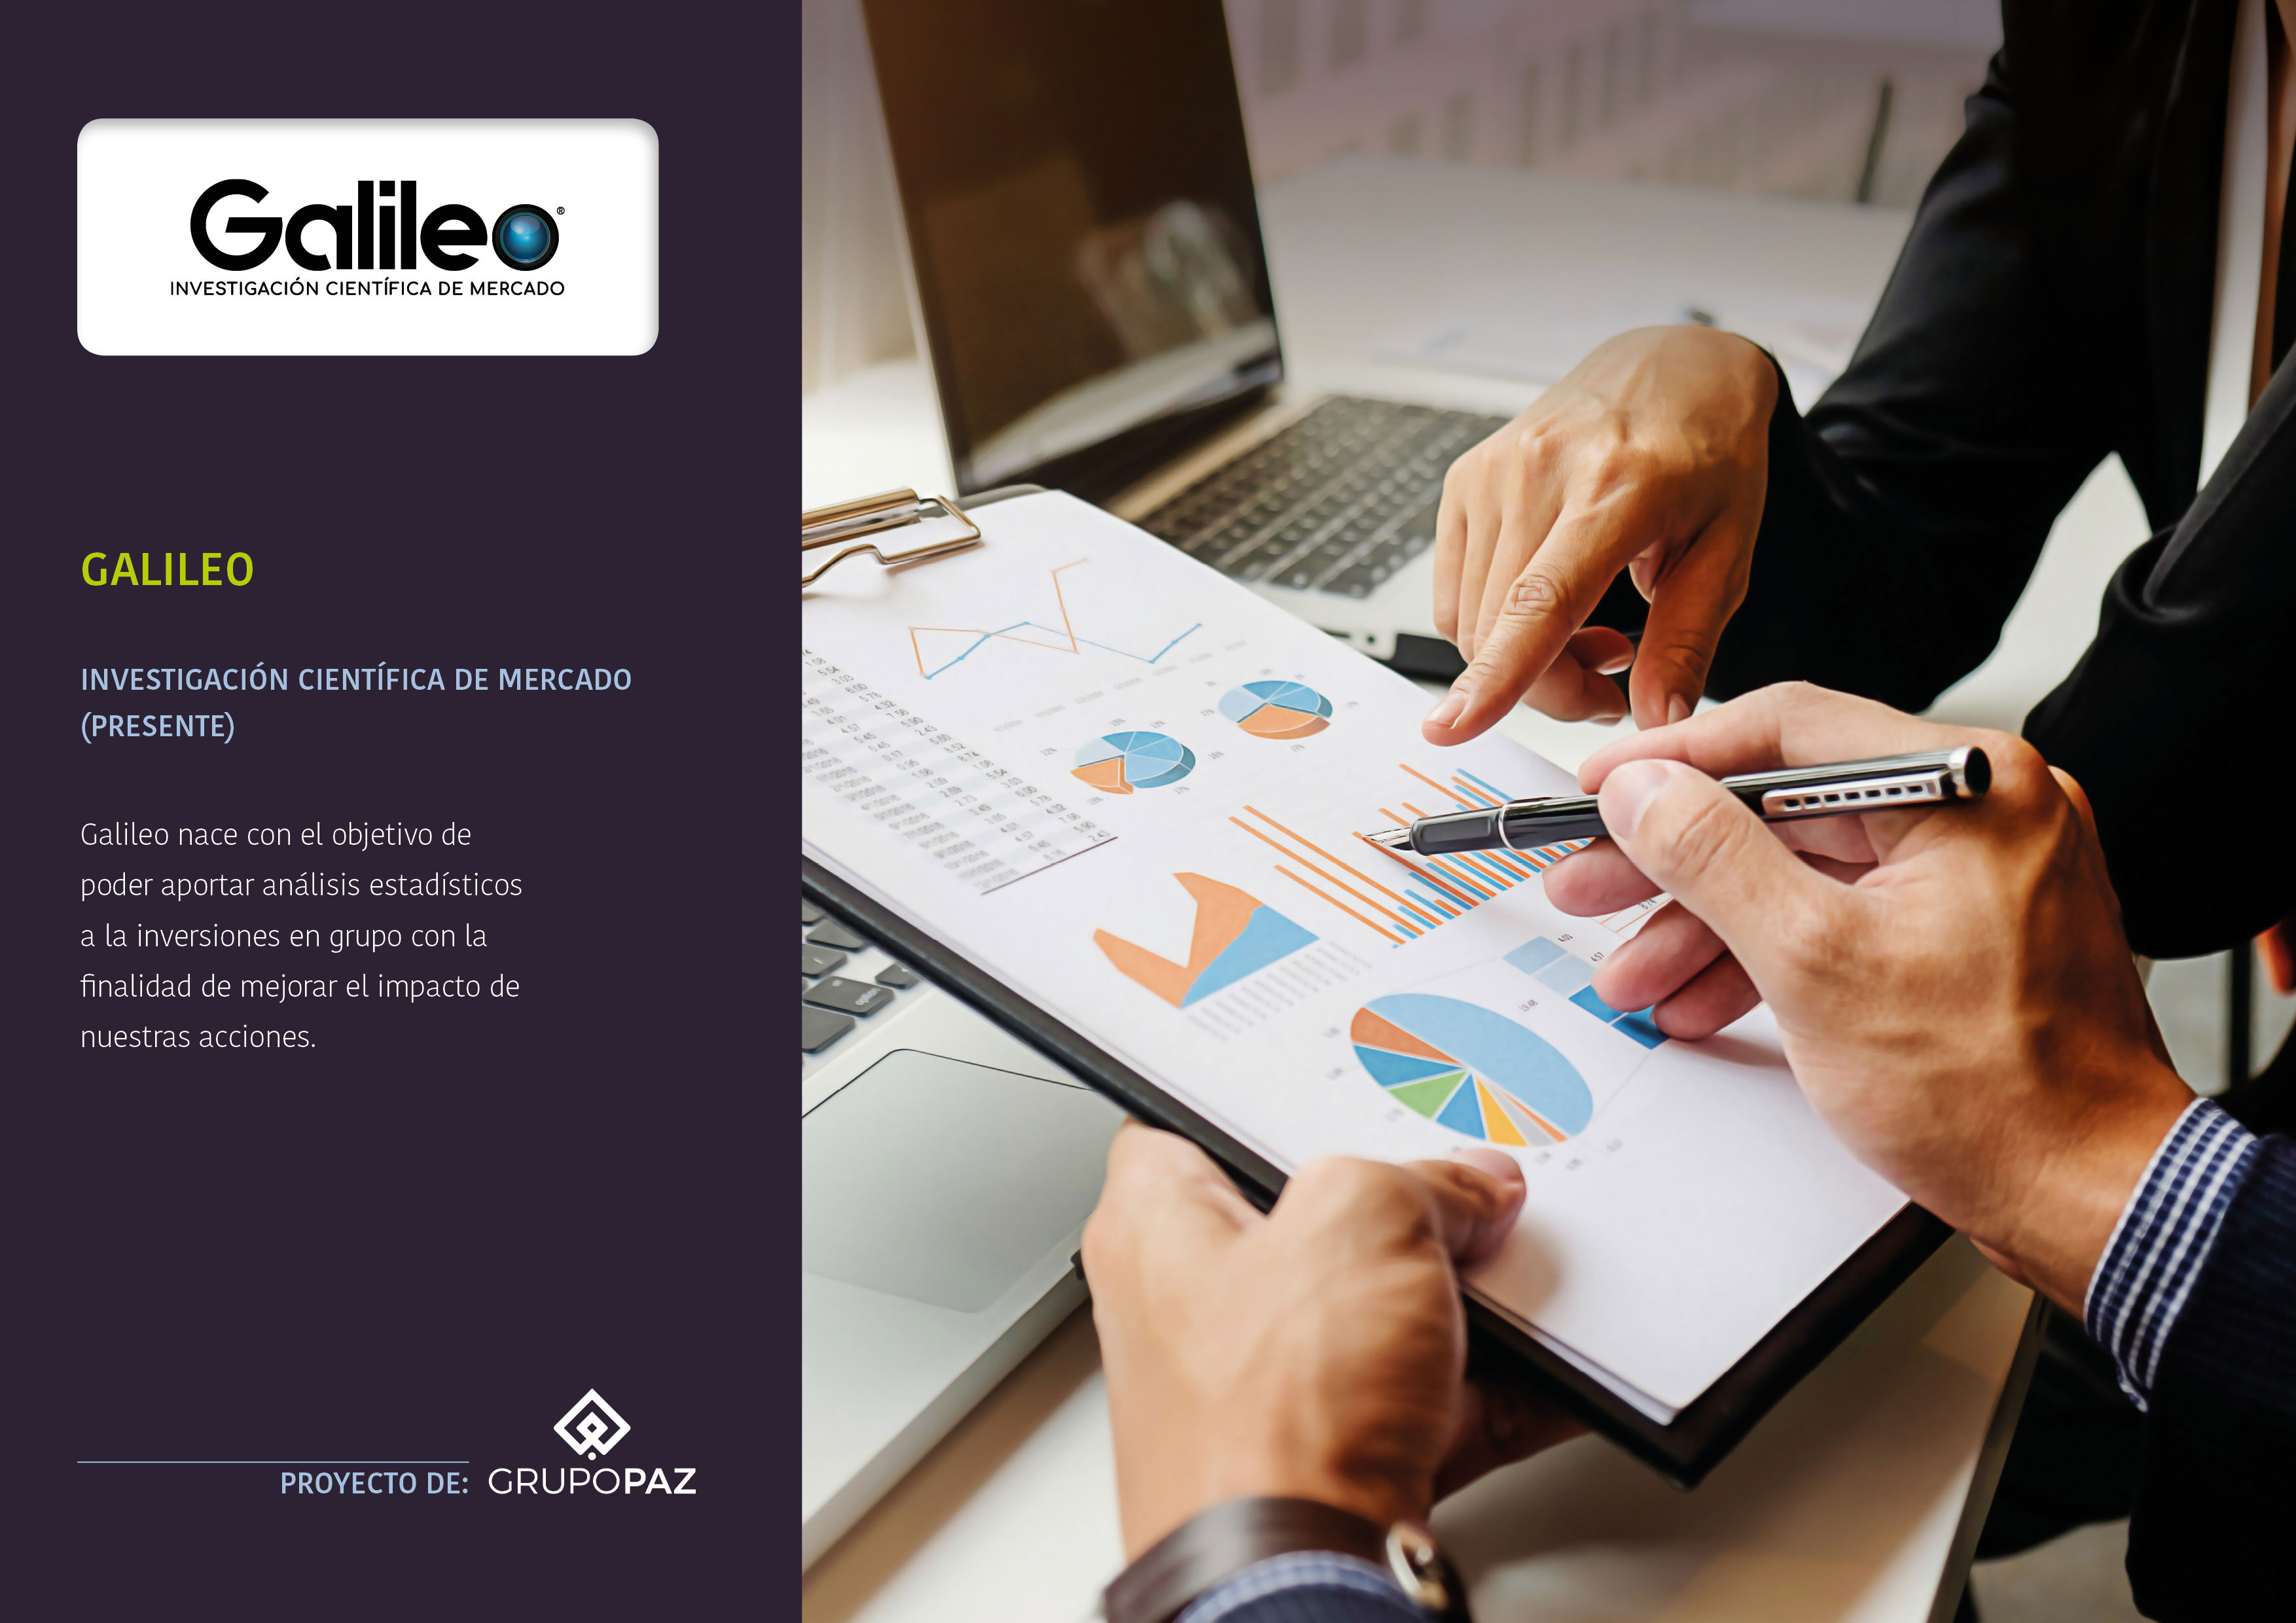 Galileo®
INVESTIGACIÓN CIENTÍFICA DE MERCADO
GALILEO
INVESTIGACIÓN CIENTÍFICA DE MERCADO
(PRESENTE)
Galileo nace con el objetivo de
poder aportar análisis estadísticos
a la inversiones en grupo con la
finalidad de mejorar el impacto de
nuestras acciones.
PROYECTO DE: GRUPOPAZ